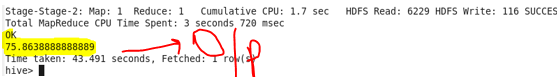 Stage-Stage-2: Map: 1  Reduce: 1   Cumulative CPU: 1.7 sec   HDFS Read: 6229 HDFS Write: 116 SUCCES
Total MapReduce CPU Time Spent: 3 seconds 720 msec
OK
75.8638888888889
O/p
Time taken: 43.491 seconds, Fetched: 1 row(s)
hive>